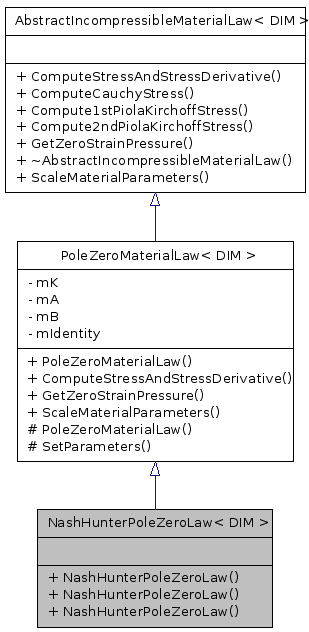 AbstractIncompressibleMaterialLaw< DIM >
+ ComputeStressAndStressDerivative()
+ ComputeCauchyStress()
+ Compute1stPiolaKirchoffStress()
+ Compute2ndPiolaKirchoffStress()
+ GetZeroStrainPressure()
+ ~AbstractIncompressibleMaterialLaw()
+ ScaleMaterialParameters()
PoleZeroMaterialLaw< DIM >
- mK
- mA
- mB
- mIdentity
+ PoleZeroMaterialLaw()
+ ComputeStressAndStressDerivative()
+ GetZeroStrainPressure()
+ ScaleMaterialParameters()
# PoleZeroMaterialLaw()
# SetParameters()
NashHunterPoleZeroLaw< DIM >
+ NashHunterPoleZeroLaw()
+ NashHunterPoleZeroLaw()
+ NashHunterPoleZeroLaw()